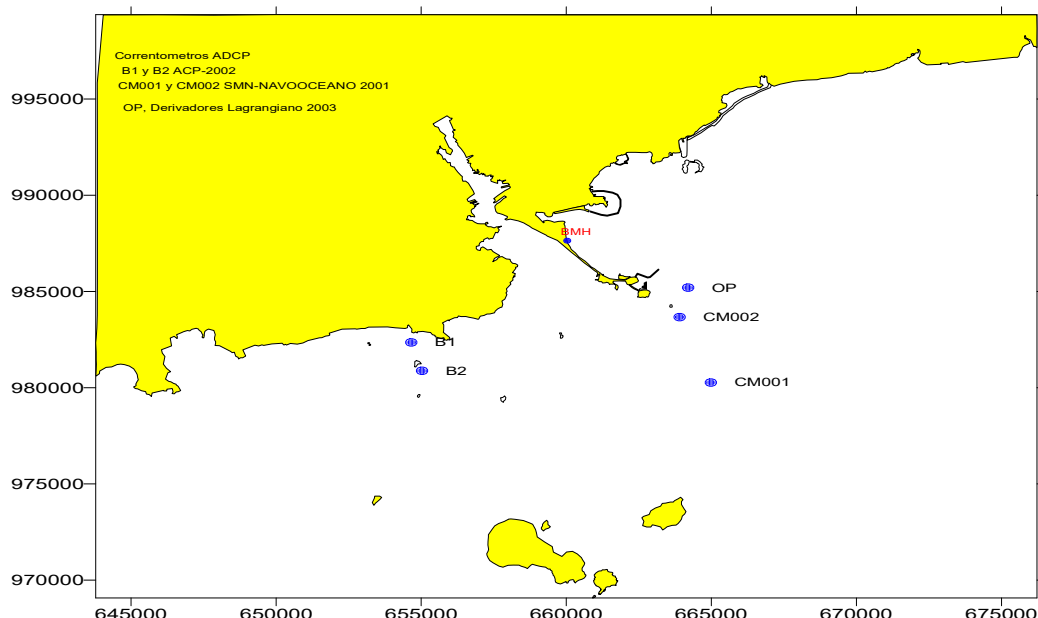 Correntometros ADCP
B1 y B2 ACP-2002
CM001 y CM002 SMN-NAVOOCEANO 2001
OP, Derivadores Lagrangiano 2003
995000
990000
BMH
985000
OP
CM002
B1
980000
B2
CM001
975000
970000
645000 650000 655000 660000 665000 670000 675000